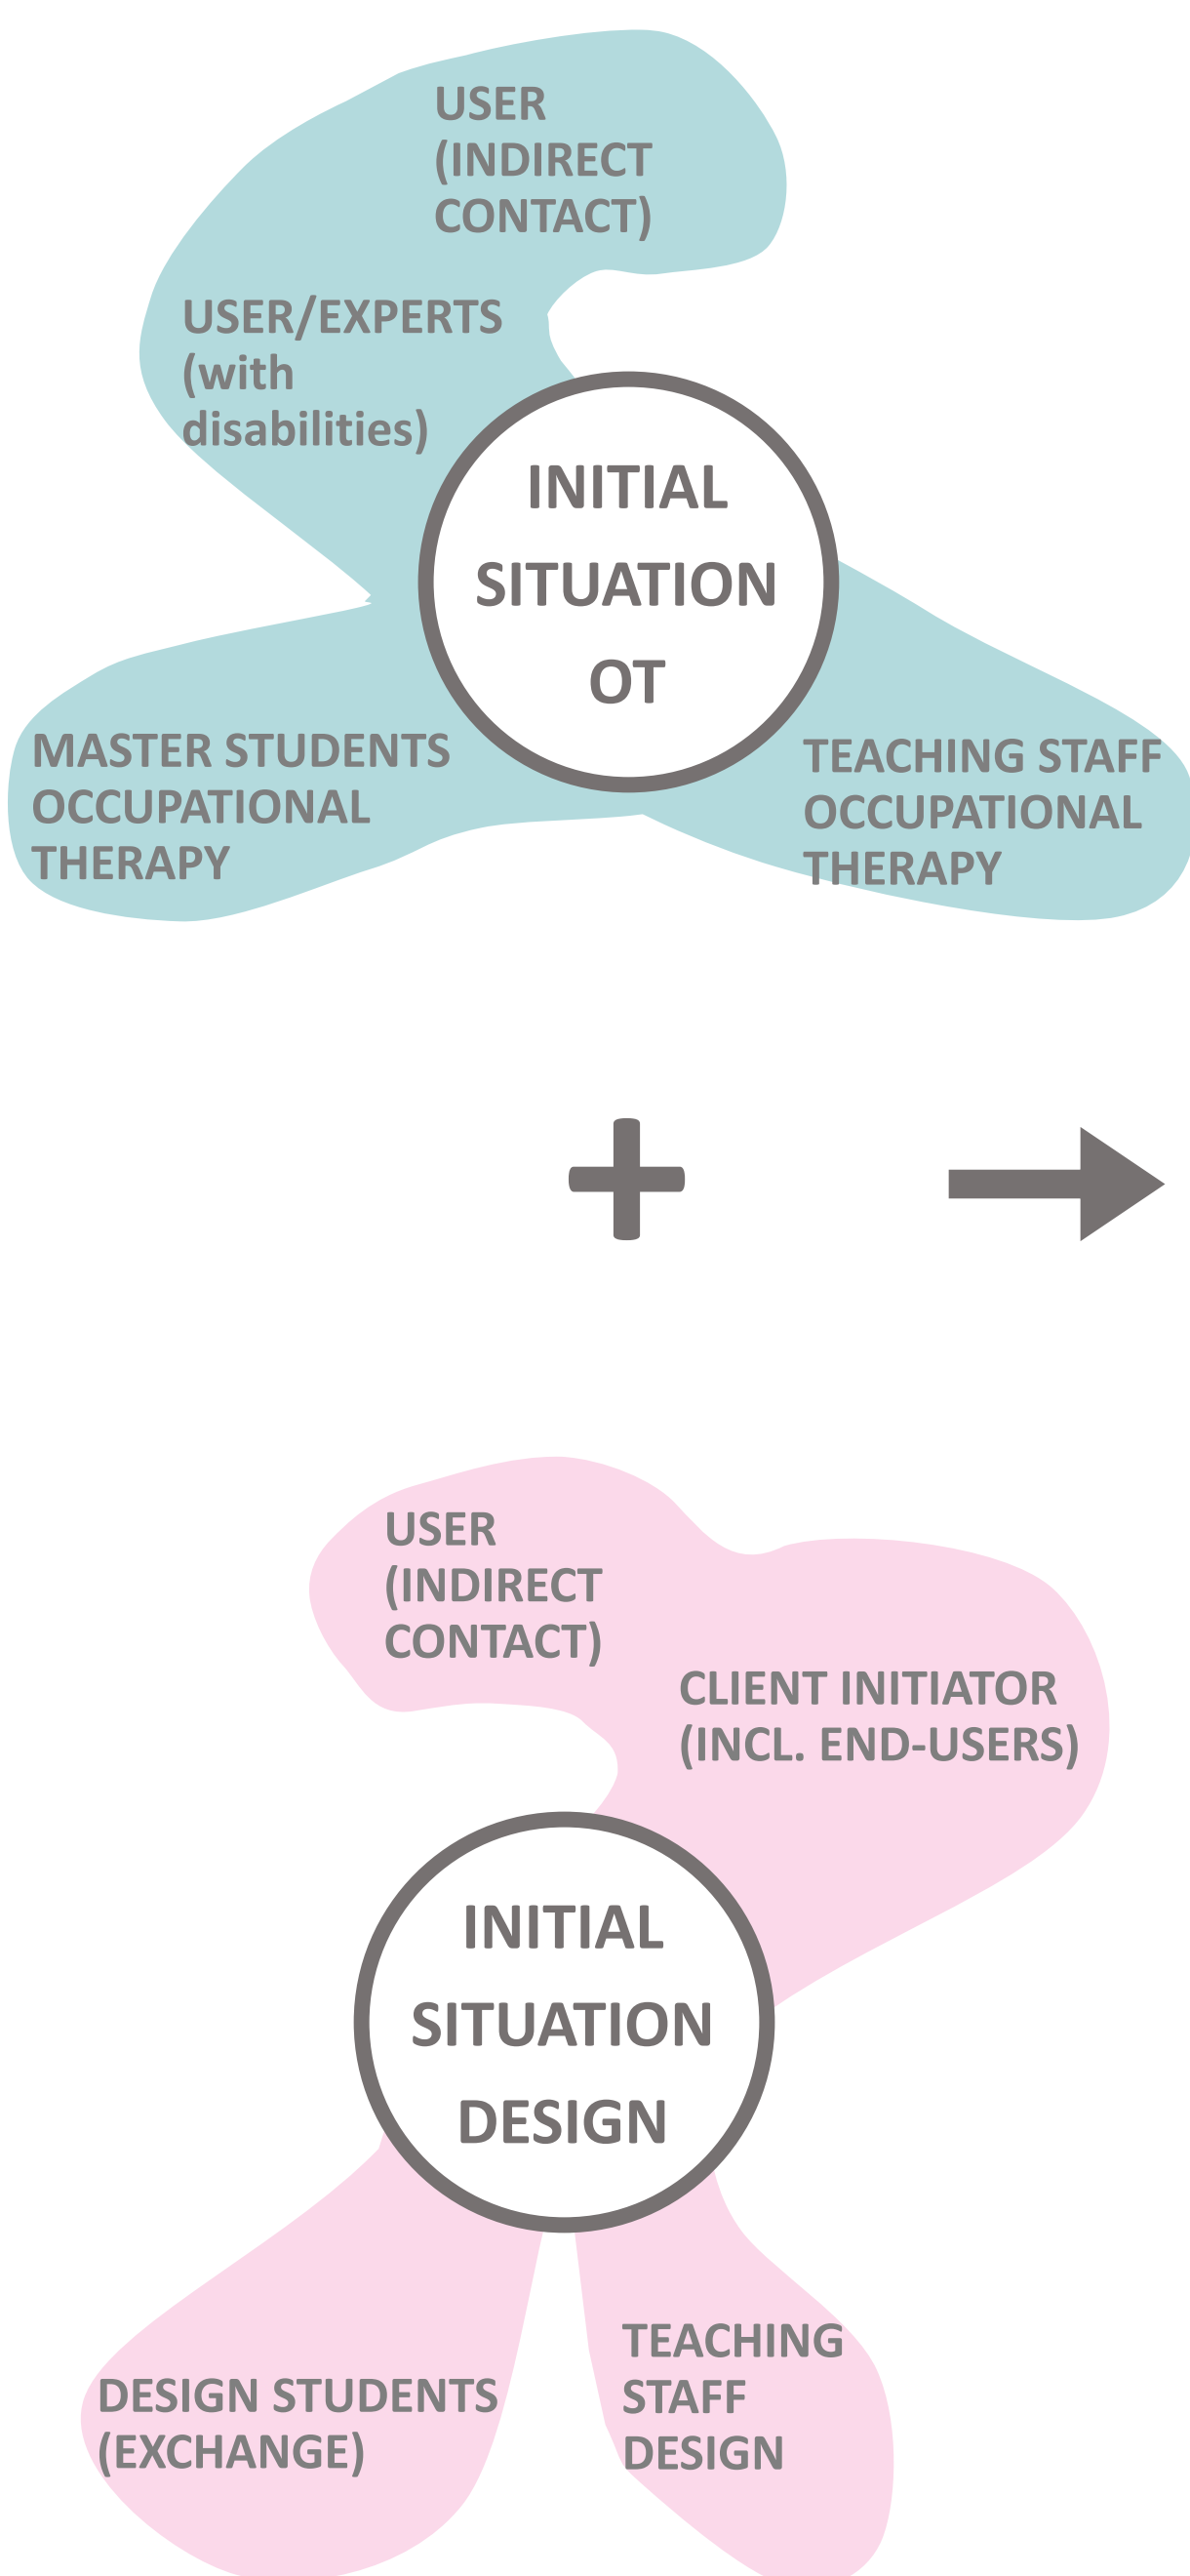 USER
(INDIRECT
CONTACT)
USER/EXPERTS
(with
disabilities)
INITIAL
SITUATION
OT
MASTER STUDENTS
OCCUPATIONAL
THERAPY
TEACHING STAFF
OCCUPATIONAL
THERAPY
+
USER
(INDIRECT
CONTACT)
CLIENT INITIATOR
(INCL. END-USERS)
INITIAL
SITUATION
DESIGN
DESIGN STUDENTS
(EXCHANGE)
TEACHING
STAFF
DESIGN